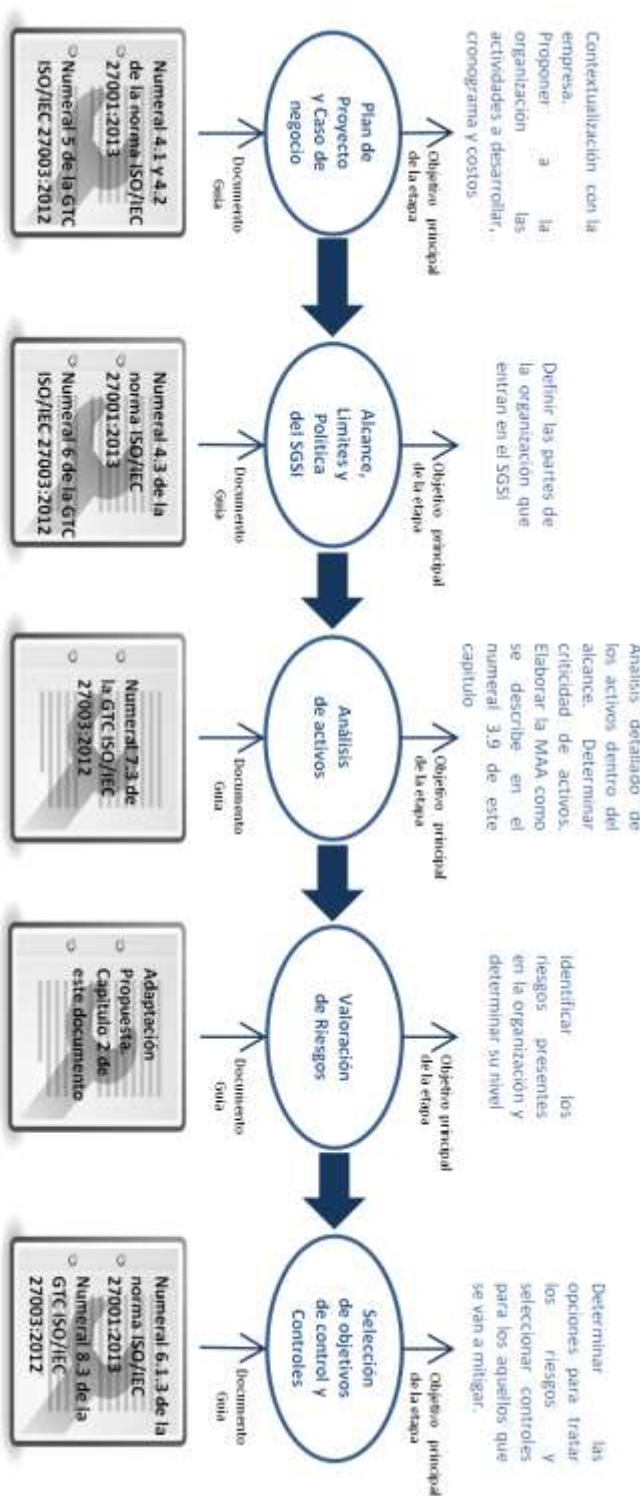 Contextualización con la
empresa.
Proponer a la
organización las
actividades a desarrollar,
cronograma y costos
Objetivo principal
de la etapa
Plan de
Proyecto
y Caso de
negocio
Documento
Guía
Numeral 4.1 y 4.2
de la norma ISO/IEC
27001:2013
Numeral 5 de la GTC
ISO/IEC 27003:2012
Definir las partes de
la organización que
entran en el SGSI
Objetivo principal
de la etapa
Alcance,
Limites y
Política
del SGSI
Documento
Guía
Numeral 4.3 de la
norma ISO/IEC
27001:2013
Numeral 6 de la GTC
ISO/IEC 27003:2012
Análisis detallado de
los activos dentro del
alcance. Determinar
criticidad de activos.
Elaborar la MAA como
se describe en el
numeral 3.9 de este
capítulo
Objetivo principal
de la etapa
Análisis
de activos
Documento
Guía
Numeral 7.3 de
la GTC ISO/IEC
27003:2012
Identificar los
riesgos presentes
en la organización y
determinar su nivel
Objetivo principal
de la etapa
Valoración
de Riesgos
Documento
Guía
Adaptación
Propuesta.
Capitulo 2 de
este documento
Determinar las
opciones para tratar
los riesgos y
seleccionar controles
para los aquellos que
se van a mitigar.
Objetivo principal
de la etapa
Selección
de objetivos
de control y
Controles
Documento
Guía
Numeral 6.1.3 de la
norma ISO/IEC
27001:2013
Numeral 8.3 de la
GTC ISO/IEC
27003:2012